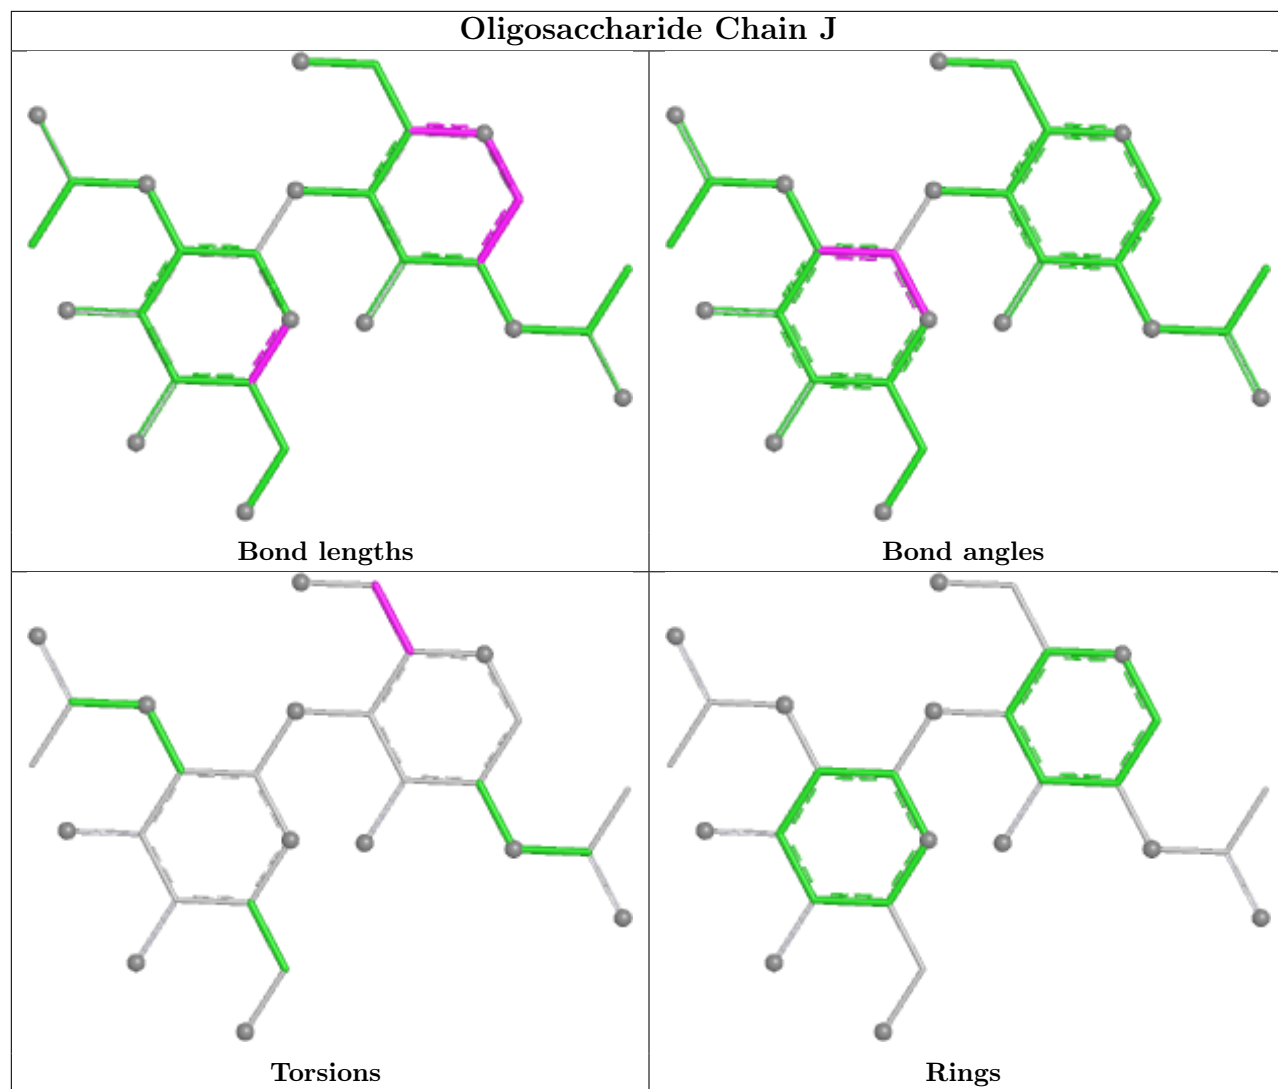 Oligosaccharide Chain J
Bond lengths
Bond angles
Torsions
Rings